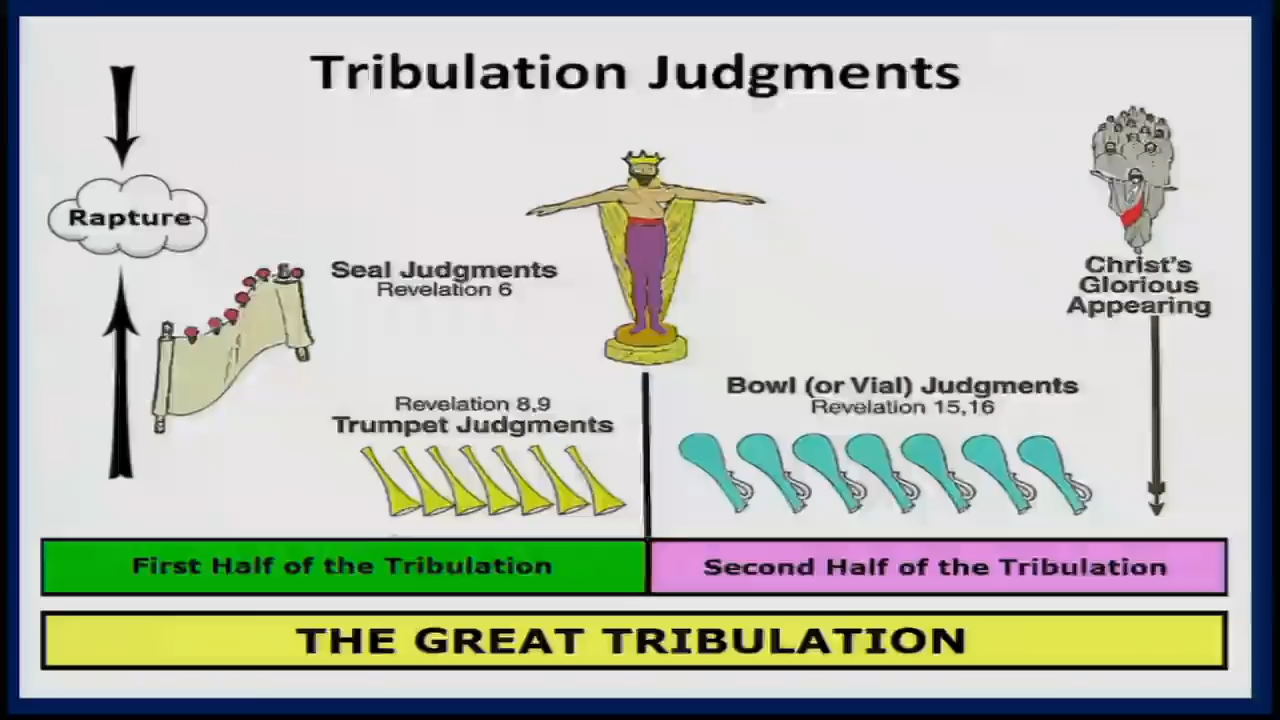 Tribulation Judgments
Rapture
Seal Judgments
Revelation 6
Christ's
Glorious
Appearing
Revelation 8,9
Trumpet Judgments
Bowl (or Vial) Judgments
Revelation 15,16
First Half of the Tribulation
Second Half of the Tribulation
THE GREAT TRIBULATION